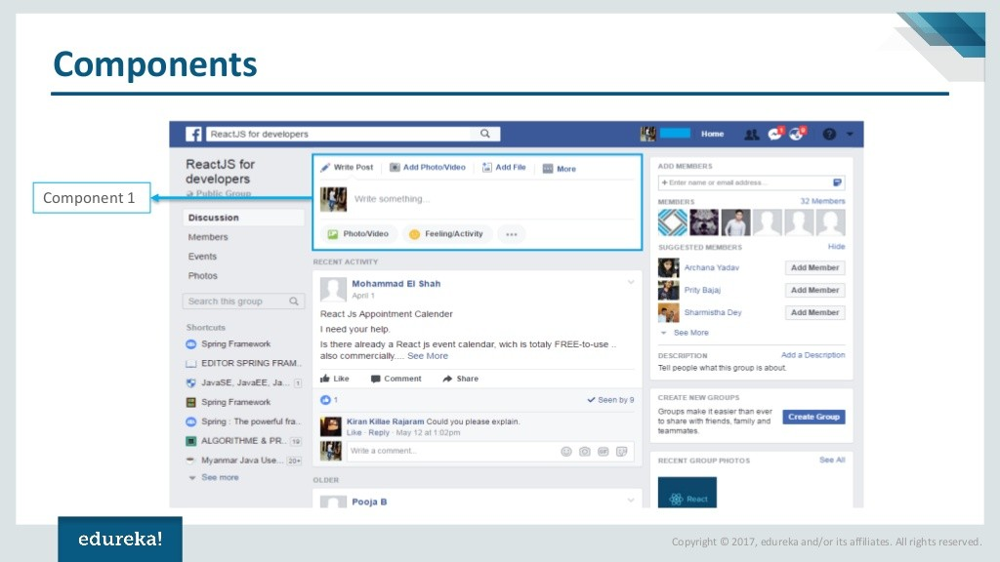 Components
ReactJS for developers
Home
ReactJS for
developers
Public Group
Component 1
Discussion
Members
Events
Photos
Search this group
Shortcuts
Spring Framework
EDITOR SPRING FRAM...
JavaSE, JavaEE, Ja... 1
Spring Framework
Spring : The powerful fra...
ALGORITHME & PR... 19
Myanmar Java Use... 20+
See more
Write Post Add Photo/Video Add File More
Write something...
Photo/Video Feeling/Activity
RECENT ACTIVITY
Mohammad El Shah
April 1
React Js Appointment Calender
I need your help.
Is there already a React js event calendar, wich is totaly FREE-to-use ..
also commercially.... See More
Like Comment Share
1 Seen by 9
Kiran Killae Rajaram Could you please explain.
Like · Reply · May 12 at 1:02pm
Write a comment...
OLDER
Pooja B
ADD MEMBERS
+ Enter name or email address...
MEMBERS 32 Members
SUGGESTED MEMBERS Hide
Archana Yadav Add Member
Prity Bajaj Add Member
Sharmistha Dey Add Member
See More
DESCRIPTION Add a Description
Tell people what this group is about.
CREATE NEW GROUPS
Groups make it easier than ever
to share with friends, family and
teammates.
Create Group
RECENT GROUP PHOTOS See All
React
edureka!
Copyright © 2017, edureka and/or its affiliates. All rights reserved.